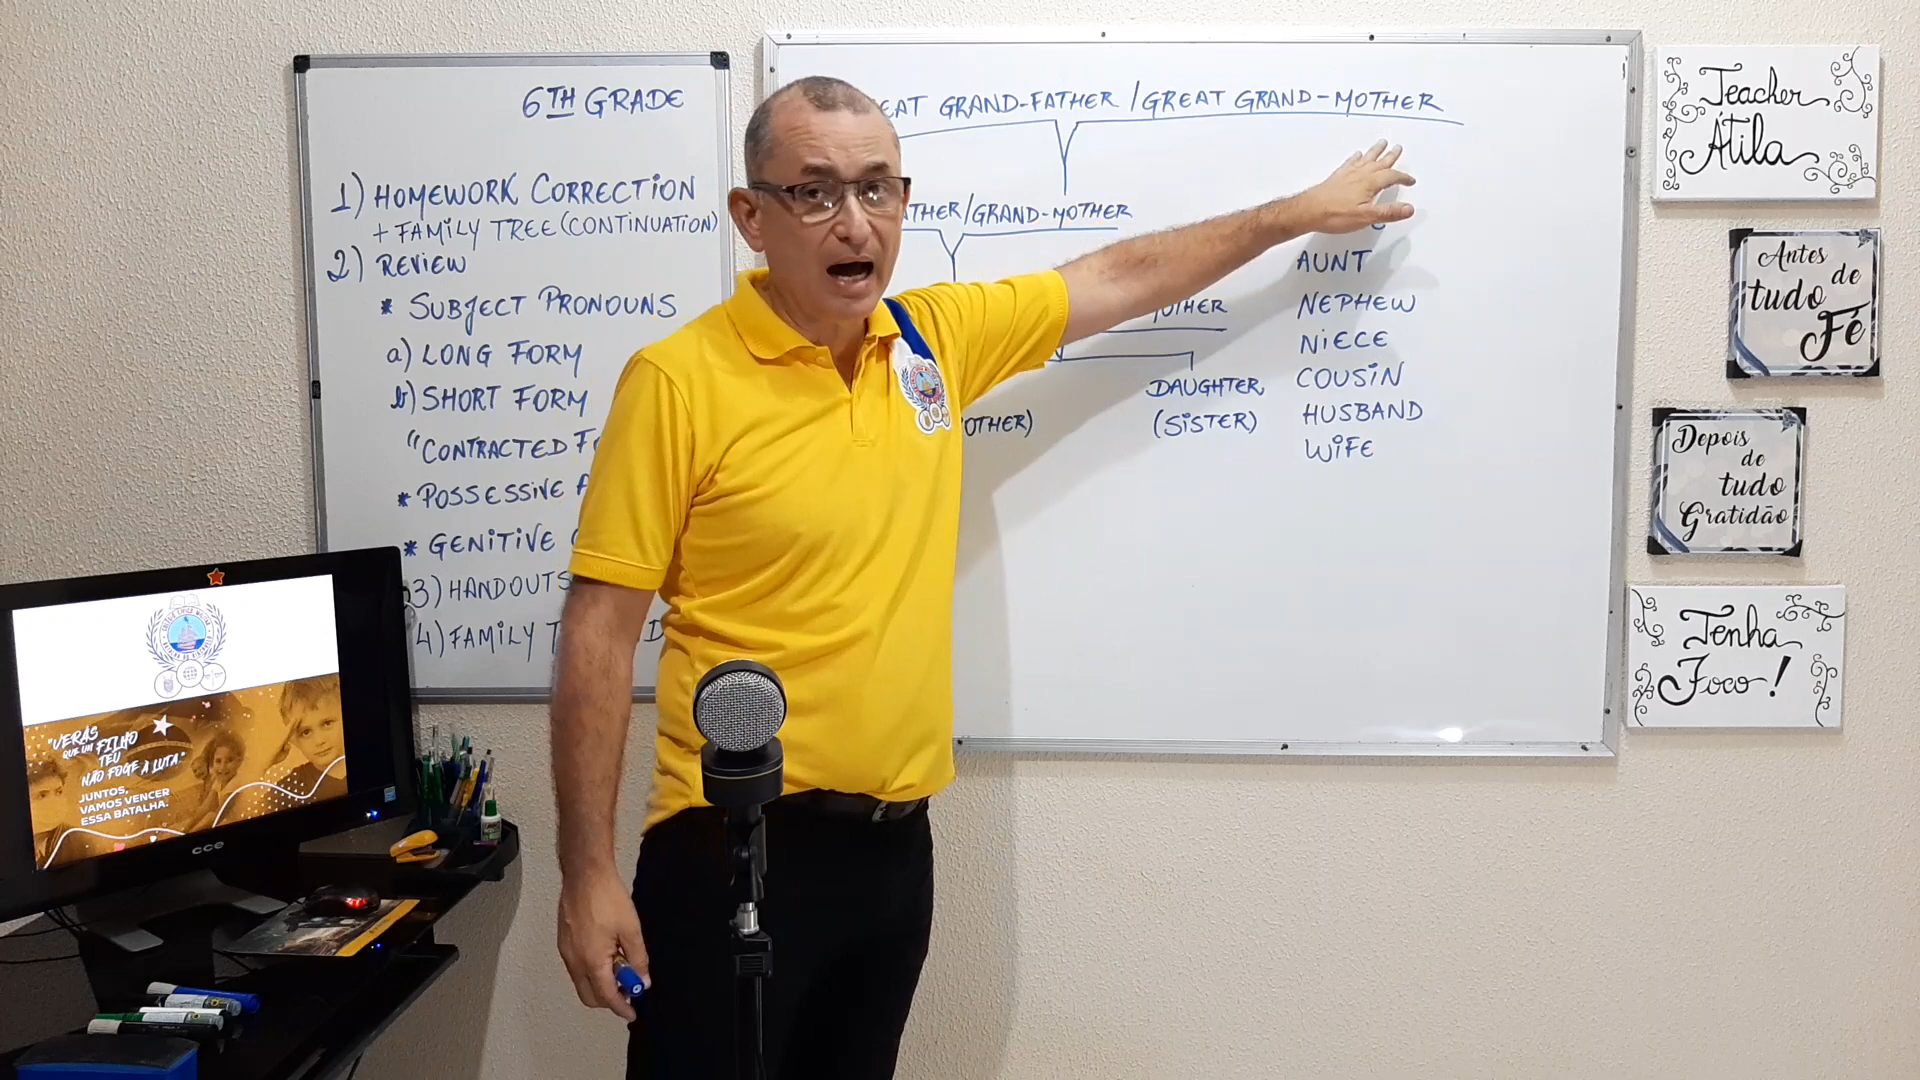 6TH GRADE
1) HOMEWORK CORRECTION
+ FAMILY TREE (CONTINUATION)
2) REVIEW
* SUBJECT PRONOUNS
a) LONG FORM
b) SHORT FORM
"CONTRACTED F
* POSSESSIVE A
* GENITIVE
3) HANDOUTS
4) FAMILY T D
EAT GRAND-FATHER / GREAT GRAND-MOTHER
ATHER / GRAND-MOTHER
OTHER
DAUGHTER
OTHER) (SISTER)
AUNT
NEPHEW
NIECE
COUSIN
HUSBAND
WIFE
Teacher
Átila
Antes
de
tudo
Fé
Depois
de
tudo
Gratidão
Tenha
Foco!
"VERÁS
QUE UM FILHO
TEU
NÃO FOGE À LUTA."
JUNTOS,
VAMOS VENCER
ESSA BATALHA.
cce